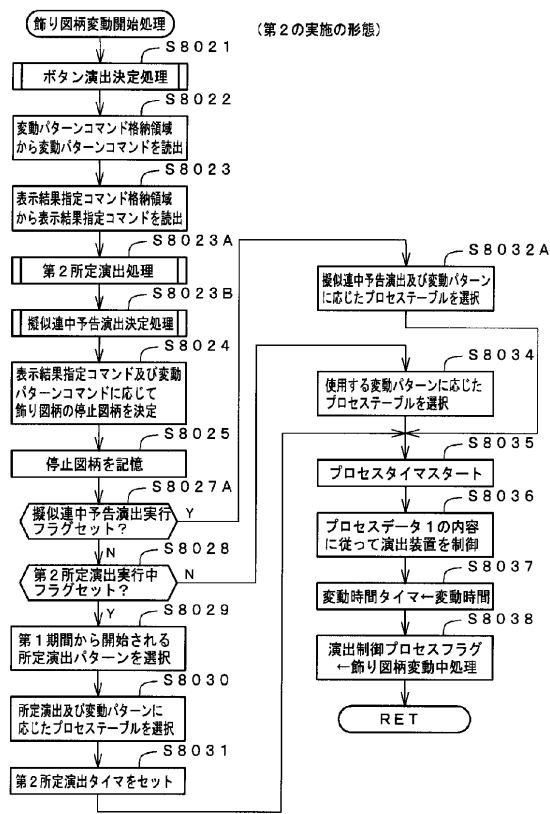 飾り図柄変動開始処理
(第２の実施の形態)
Ｓ８０２１
ボタン演出決定処理
Ｓ８０２２
変動パターンコマンド格納領域
から変動パターンコマンドを読出
Ｓ８０２３
表示結果指定コマンド格納領域
から表示結果指定コマンドを読出
Ｓ８０２３Ａ
第２所定演出処理
Ｓ８０２３Ｂ
擬似連中予告演出決定処理
Ｓ８０２４
表示結果指定コマンド及び変動
パターンコマンドに応じて
飾り図柄の停止図柄を決定
Ｓ８０２５
停止図柄を記憶
Ｓ８０２７Ａ
擬似連中予告演出実行
フラグセット？
Ｙ
Ｎ
Ｓ８０２８
第２所定演出実行中
フラグセット？
Ｎ
Ｙ
Ｓ８０２９
第１期間から開始される
所定演出パターンを選択
Ｓ８０３０
所定演出及び変動パターンに
応じたプロセステーブルを選択
Ｓ８０３１
第２所定演出タイマをセット
Ｓ８０３２Ａ
擬似連中予告演出及び変動パターン
に応じたプロセステーブルを選択
Ｓ８０３４
使用する変動パターンに応じた
プロセステーブルを選択
Ｓ８０３５
プロセスタイマスタート
Ｓ８０３６
プロセスデータ１の内容
に従って演出装置を制御
Ｓ８０３７
変動時間タイマ←変動時間
Ｓ８０３８
演出制御プロセスフラグ
←飾り図柄変動中処理
ＲＥＴ